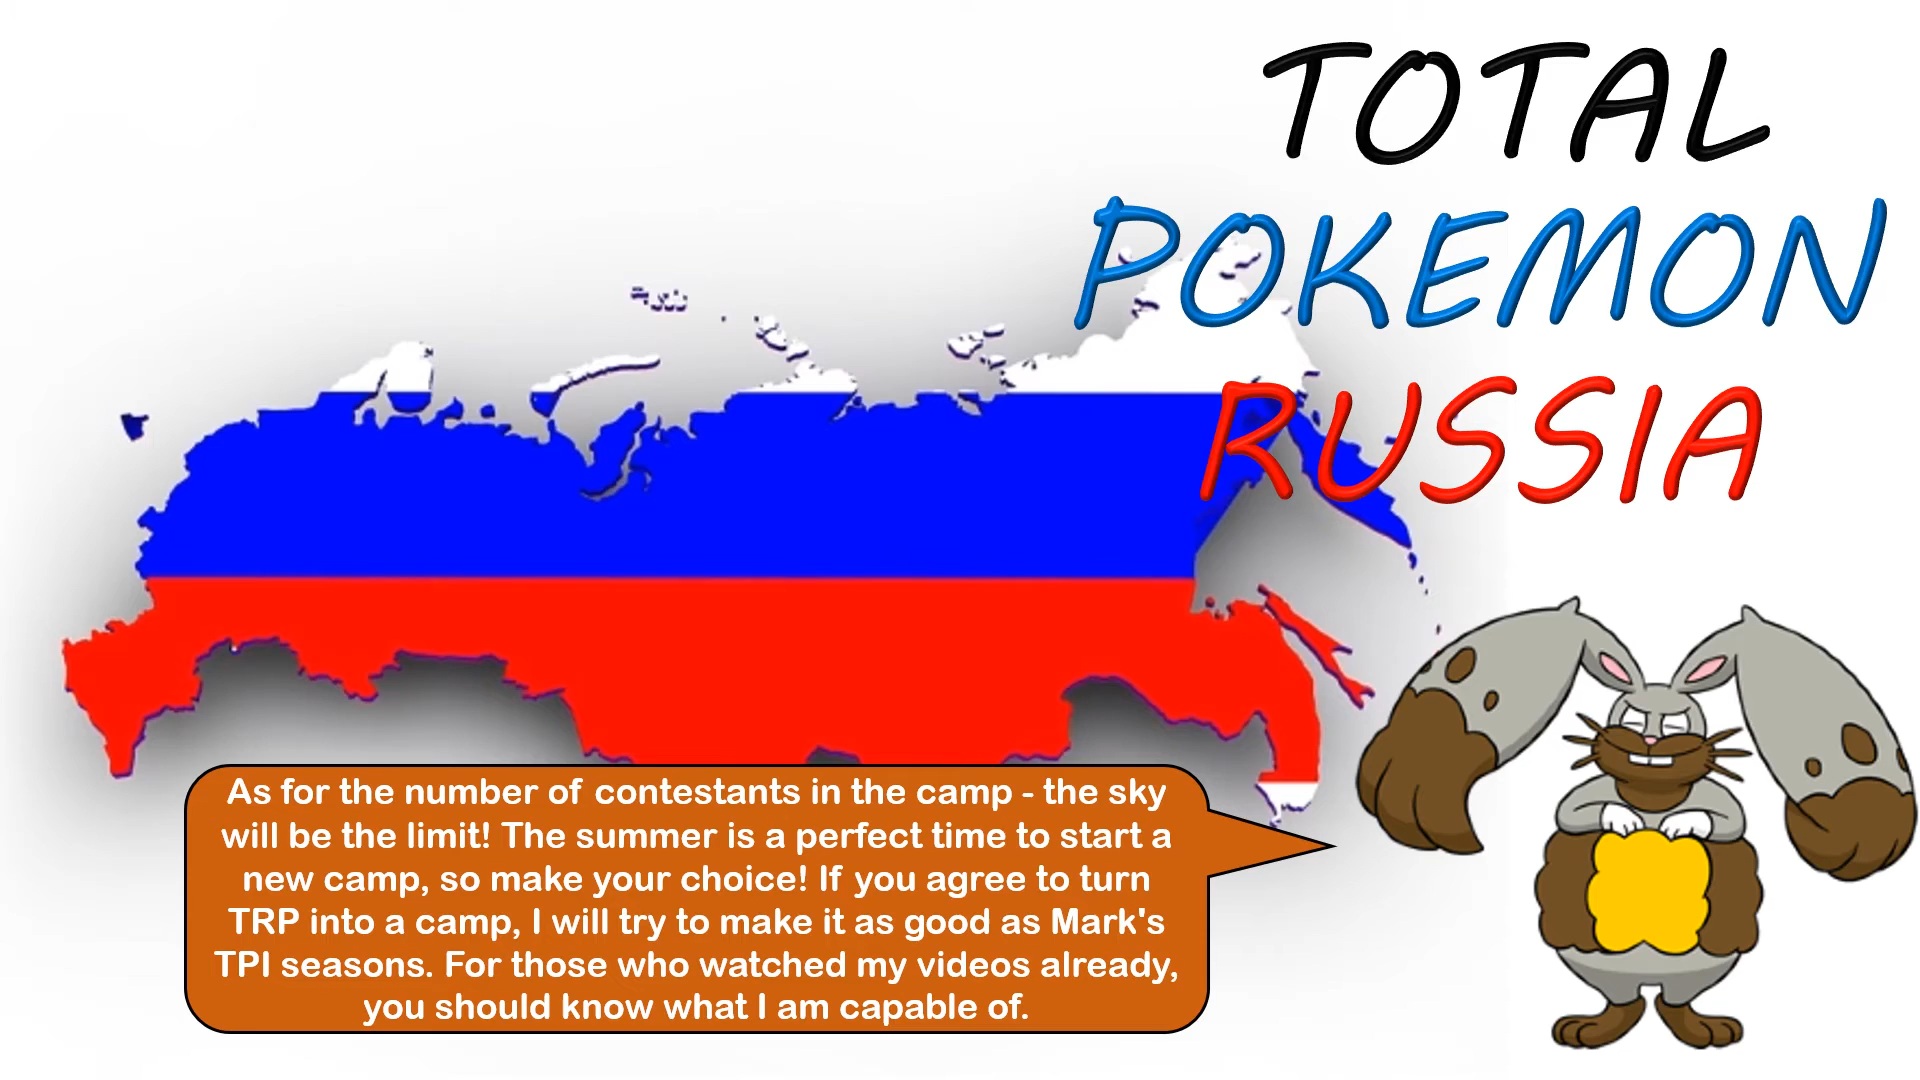 TOTAL
POKEMON
RUSSIA
As for the number of contestants in the camp - the sky
will be the limit! The summer is a perfect time to start a
new camp, so make your choice! If you agree to turn
TRP into a camp, I will try to make it as good as Mark's
TPI seasons. For those who watched my videos already,
you should know what I am capable of.